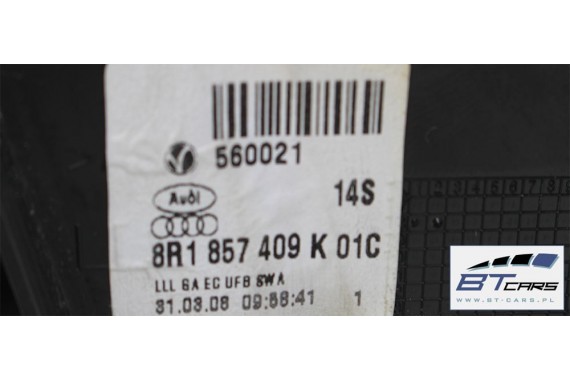 560021
Audi
14S
8R1 857 409 K 01C
LLL 6A EC UFB SWA
31.03.08 09:58:41 1
BT CARS
WWW.BT-CARS.PL